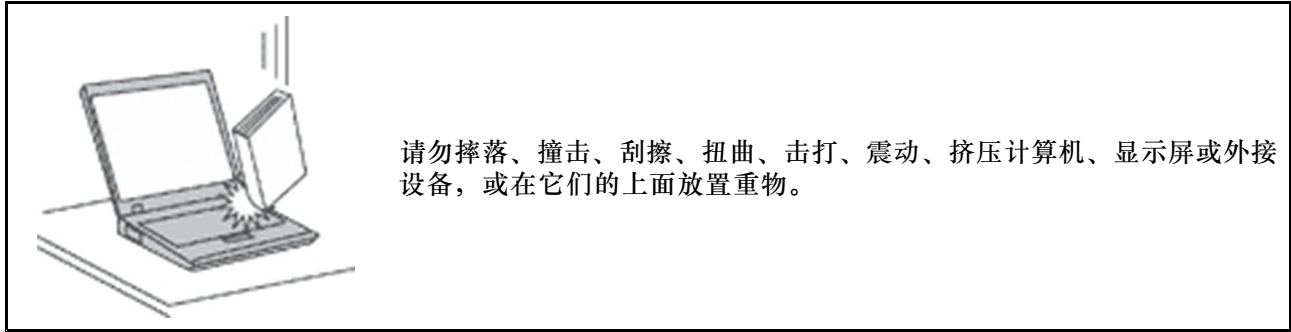 请勿摔落、撞击、刮擦、扭曲、击打、震动、挤压计算机、显示屏或外接
设备，或在它们的上面放置重物。